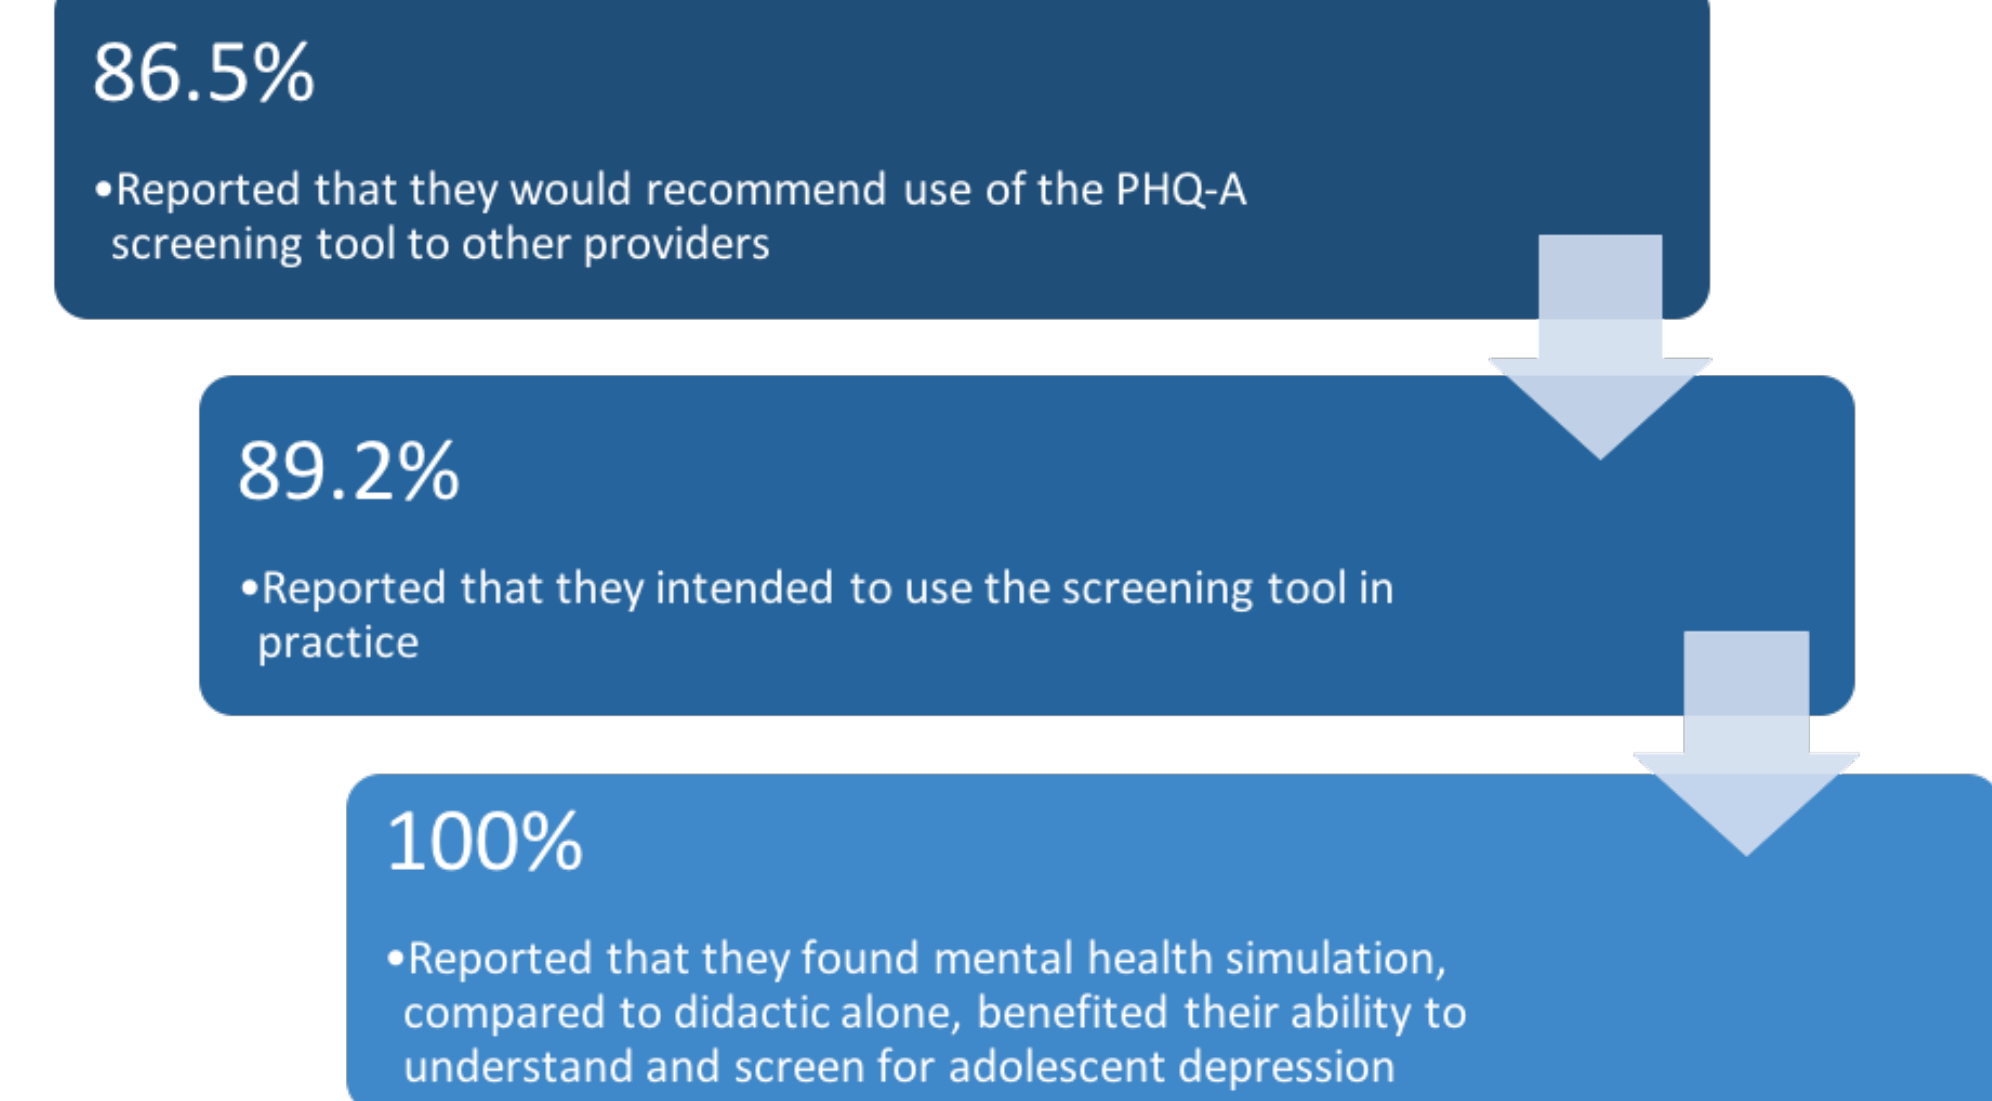 86.5%
•Reported that they would recommend use of the PHQ-A
screening tool to other providers
89.2%
•Reported that they intended to use the screening tool in
practice
100%
•Reported that they found mental health simulation,
compared to didactic alone, benefited their ability to
understand and screen for adolescent depression